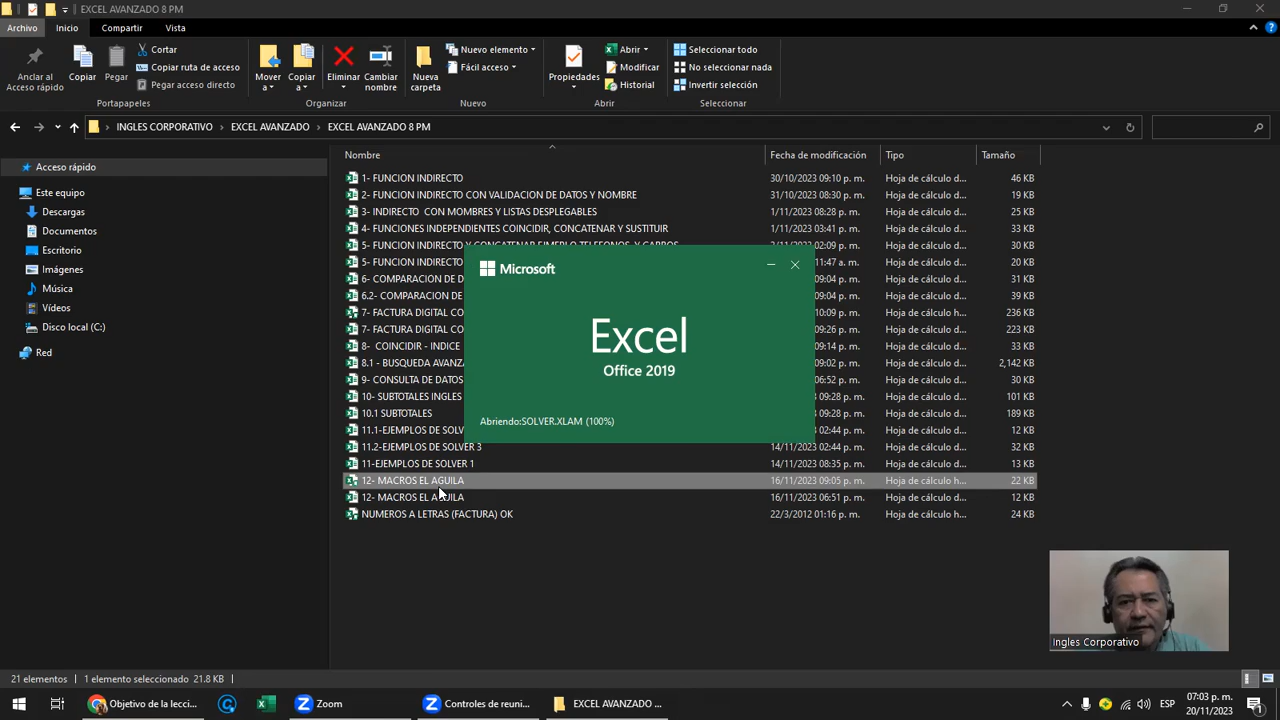 EXCEL AVANZADO 8 PM
Archivo Inicio Compartir Vista
Anclar al Acceso rápido
Copiar
Pegar
Cortar
Copiar ruta de acceso
Pegar acceso directo
Portapapeles
Mover a
Copiar a
Eliminar
Cambiar nombre
Organizar
Nueva carpeta
Nuevo elemento
Fácil acceso
Nuevo
Propiedades
Abrir
Modificar
Historial
Abrir
Seleccionar todo
No seleccionar nada
Invertir selección
Seleccionar
INGLES CORPORATIVO > EXCEL AVANZADO > EXCEL AVANZADO 8 PM
Acceso rápido
Este equipo
Descargas
Documentos
Escritorio
Imágenes
Música
Vídeos
Disco local (C:)
Red
Nombre Fecha de modificación Tipo Tamaño
1- FUNCION INDIRECTO 30/10/2023 09:10 p. m. Hoja de cálculo d... 46 KB
2- FUNCION INDIRECTO CON VALIDACION DE DATOS Y NOMBRE 31/10/2023 08:30 p. m. Hoja de cálculo d... 19 KB
3- INDIRECTO CON MOMBRES Y LISTAS DESPLEGABLES 1/11/2023 08:28 p. m. Hoja de cálculo d... 25 KB
4- FUNCIONES INDEPENDIENTES COINCIDIR, CONCATENAR Y SUSTITUIR 1/11/2023 03:41 p. m. Hoja de cálculo d... 33 KB
5- FUNCION INDIRECTO Y CONCATENAR EJMEPLO TELEFONOS Y CARROS 02:09 p. m. Hoja de cálculo d... 30 KB
5- FUNCION INDIRECTO 11:47 a. m. Hoja de cálculo d... 20 KB
6- COMPARACION DE 09:04 p. m. Hoja de cálculo d... 31 KB
6.2- COMPARACION DE 09:04 p. m. Hoja de cálculo d... 39 KB
7- FACTURA DIGITAL CO 10:09 p. m. Hoja de cálculo h... 236 KB
7- FACTURA DIGITAL CO 09:26 p. m. Hoja de cálculo d... 223 KB
8- COINCIDIR - INDICE 3 08:46 p. m. Hoja de cálculo d... 33 KB
8.1 - BUSQUEDA AVANZA 09:02 p. m. Hoja de cálculo d... 2,142 KB
9- CONSULTA DE DATOS 06:52 p. m. Hoja de cálculo d... 30 KB
10- SUBTOTALES INGLES 09:28 p. m. Hoja de cálculo d... 101 KB
10.1 SUBTOTALES 09:28 p. m. Hoja de cálculo d... 189 KB
11.1-EJEMPLOS DE SOLV 02:44 p. m. Hoja de cálculo d... 12 KB
11.2-EJEMPLOS DE SOLVER 3 14/11/2023 02:44 p. m. Hoja de cálculo d... 32 KB
11-EJEMPLOS DE SOLVER 1 14/11/2023 08:35 p. m. Hoja de cálculo d... 13 KB
12- MACROS EL AGUILA 16/11/2023 09:05 p. m. Hoja de cálculo h... 22 KB
12- MACROS EL AGUILA 16/11/2023 06:51 p. m. Hoja de cálculo d... 12 KB
NUMEROS A LETRAS (FACTURA) OK 22/3/2012 01:16 p. m. Hoja de cálculo h... 24 KB
Microsoft
Excel
Office 2019
Abriendo:SOLVER.XLAM (100%)
Ingles Corporativo
21 elementos 1 elemento seleccionado 21.8 KB
Objetivo de la lecci...
Zoom
Controles de reuni...
EXCEL AVANZADO ...
ESP
07:03 p. m.
20/11/2023